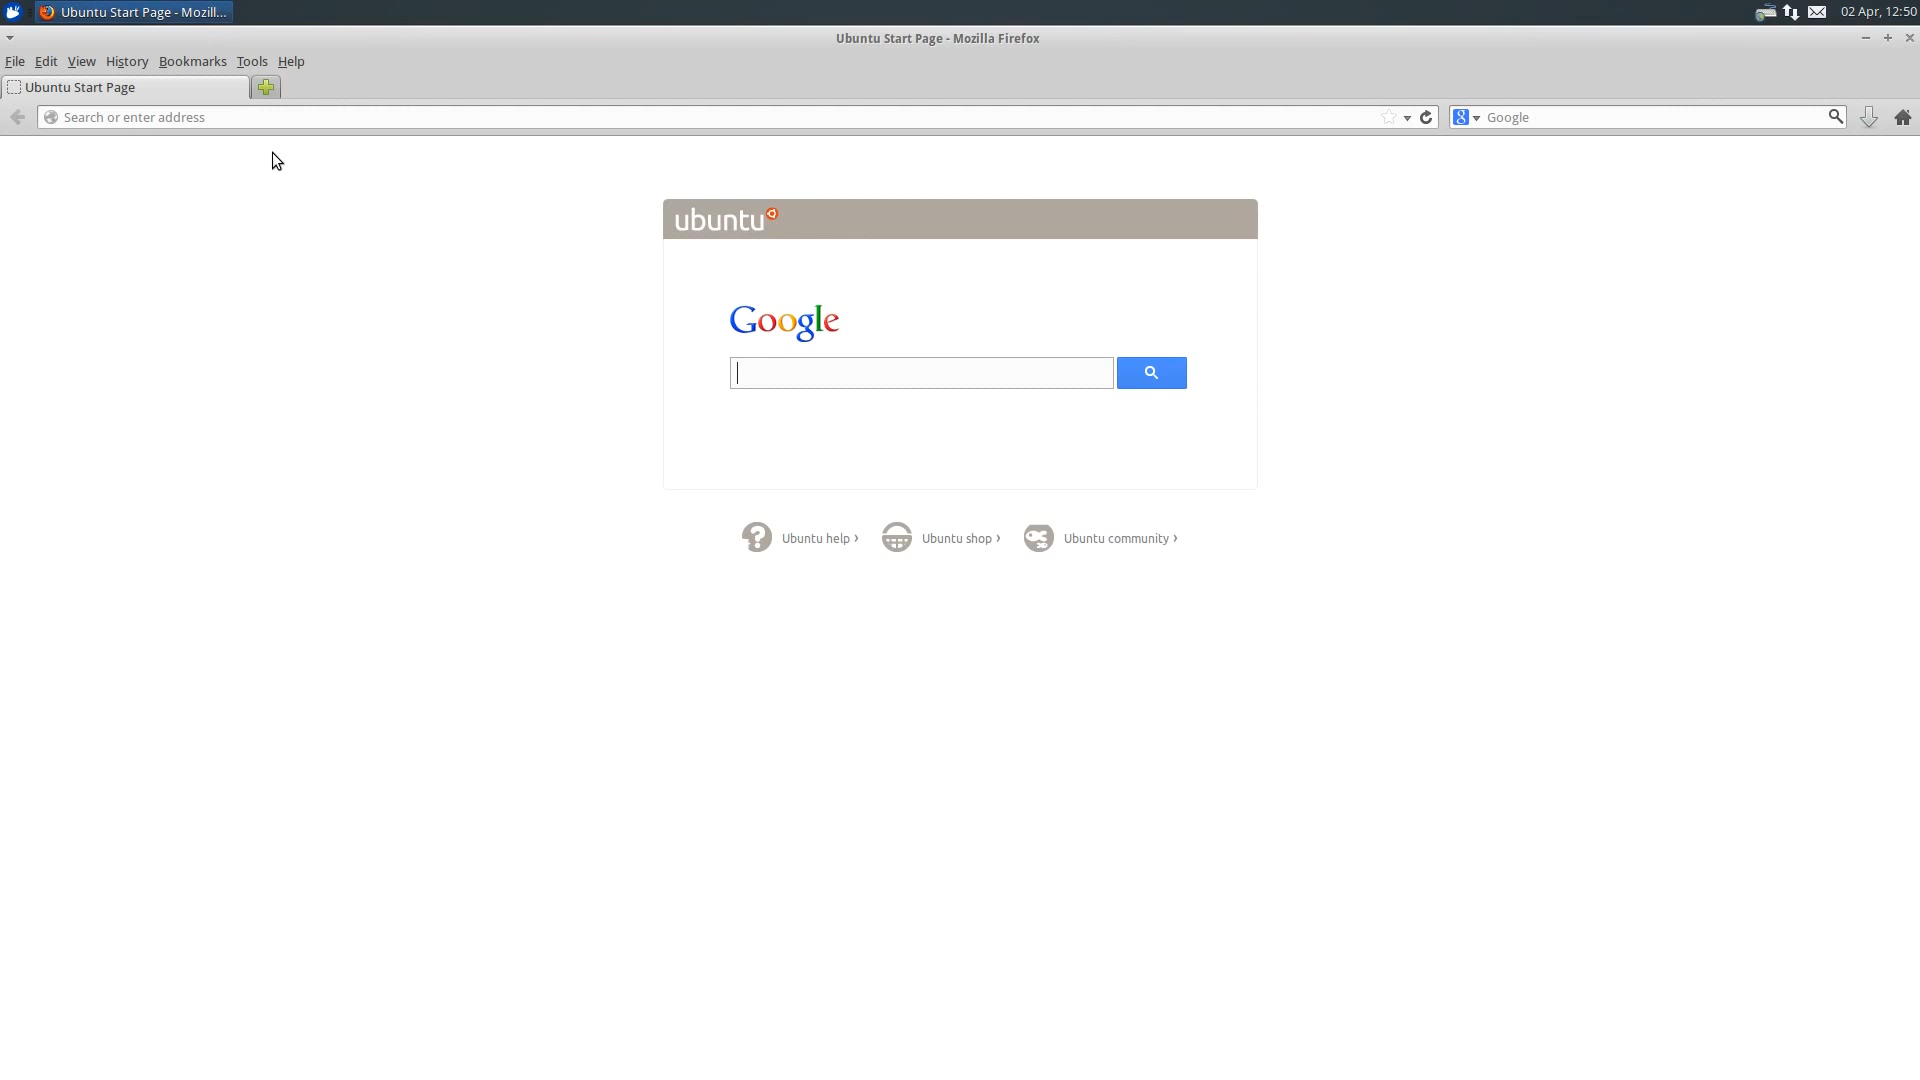 Ubuntu Start Page - Mozill...
02 Apr, 12:50
Ubuntu Start Page - Mozilla Firefox
File Edit View History Bookmarks Tools Help
Ubuntu Start Page
Search or enter address
8 Google
ubuntu
Google
Ubuntu help ›
Ubuntu shop ›
Ubuntu community ›